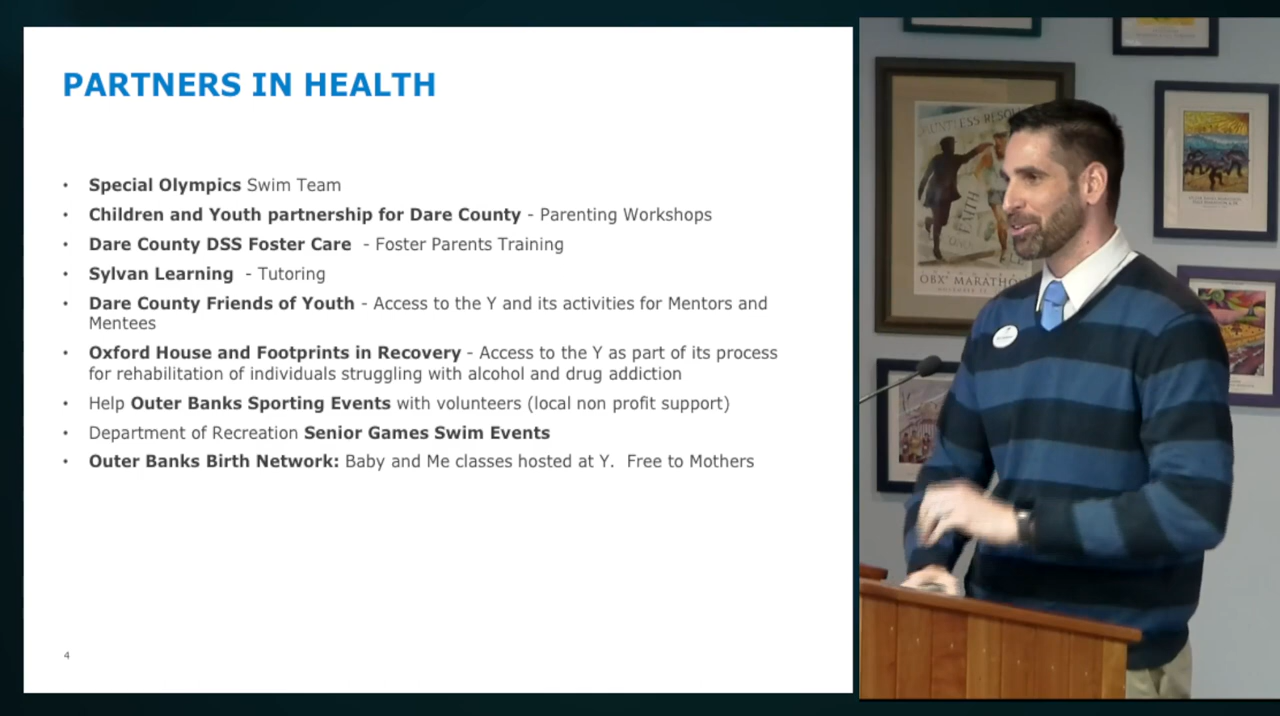 PARTNERS IN HEALTH
• Special Olympics Swim Team
• Children and Youth partnership for Dare County - Parenting Workshops
• Dare County DSS Foster Care - Foster Parents Training
• Sylvan Learning - Tutoring
• Dare County Friends of Youth - Access to the Y and its activities for Mentors and
Mentees
• Oxford House and Footprints in Recovery - Access to the Y as part of its process
for rehabilitation of individuals struggling with alcohol and drug addiction
• Help Outer Banks Sporting Events with volunteers (local non profit support)
• Department of Recreation Senior Games Swim Events
• Outer Banks Birth Network: Baby and Me classes hosted at Y. Free to Mothers
4
FAITH
OBX MARATHO